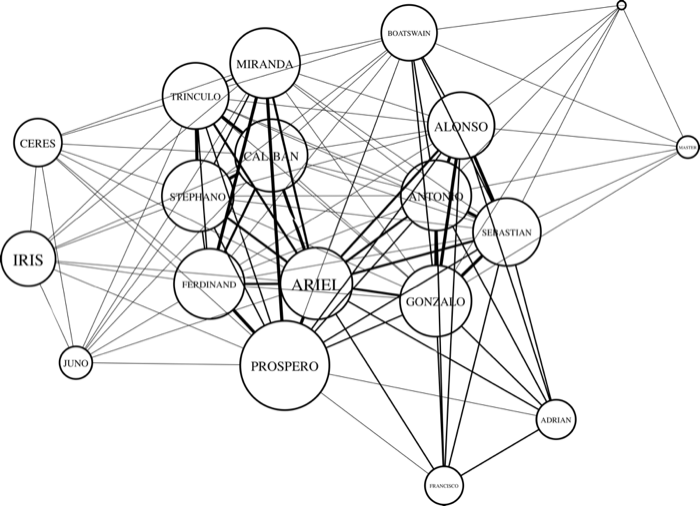 BOATSWAIN
MIRANDA
TRINCULO
ALONSO
CERES
CALIBAN
MASTER
STEPHANO
ANTONIO
SEBASTIAN
IRIS
FERDINAND
ARIEL
GONZALO
JUNO
PROSPERO
ADRIAN
FRANCISCO